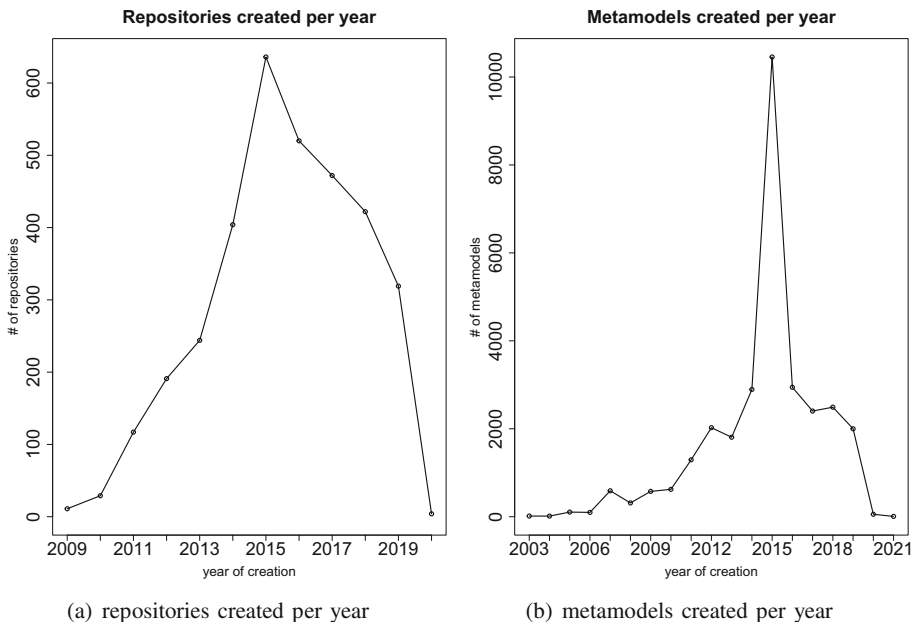 Repositories created per year
# of repositories
600
500
400
300
200
100
0
2009 2011 2013 2015 2017 2019
year of creation
(a) repositories created per year
Metamodels created per year
# of metamodels
10000
8000
6000
4000
2000
0
2003 2006 2009 2012 2015 2018 2021
year of creation
(b) metamodels created per year